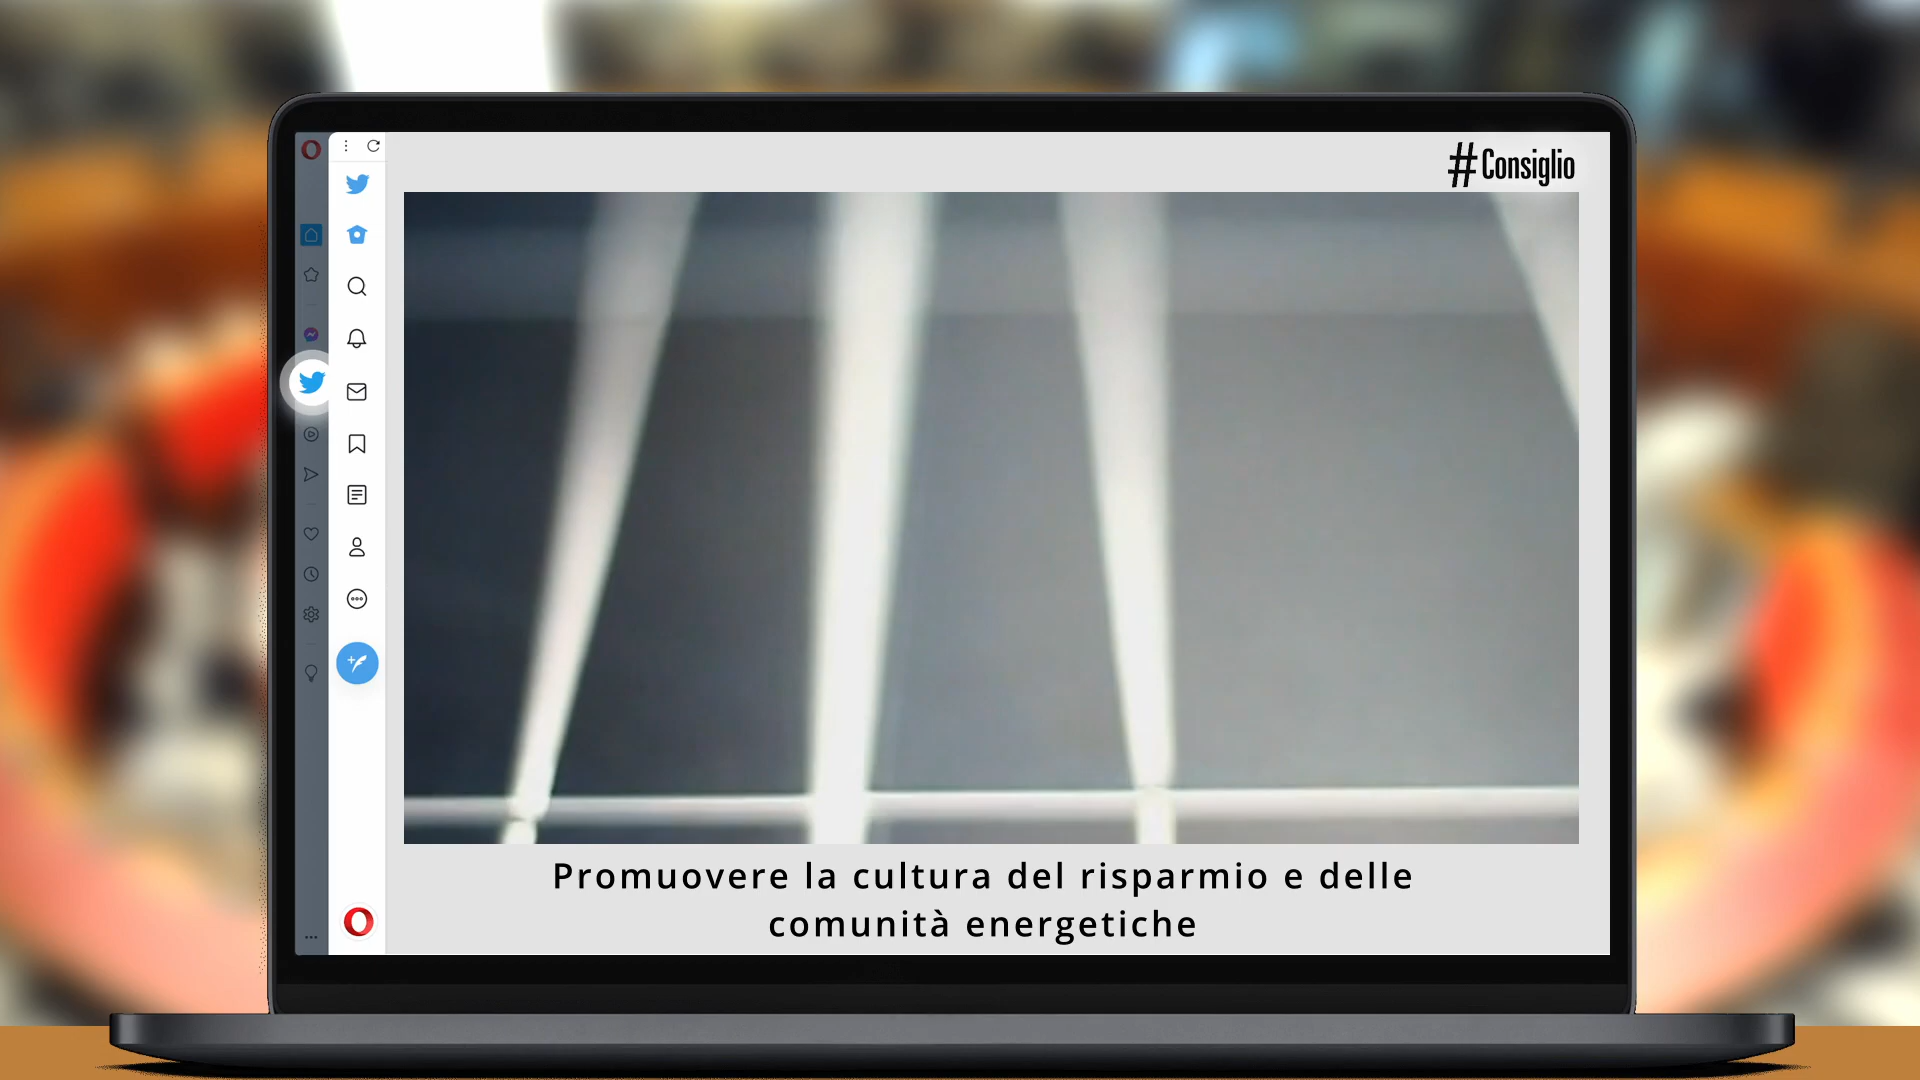 #Consiglio
Promuovere la cultura del risparmio e delle
comunità energetiche